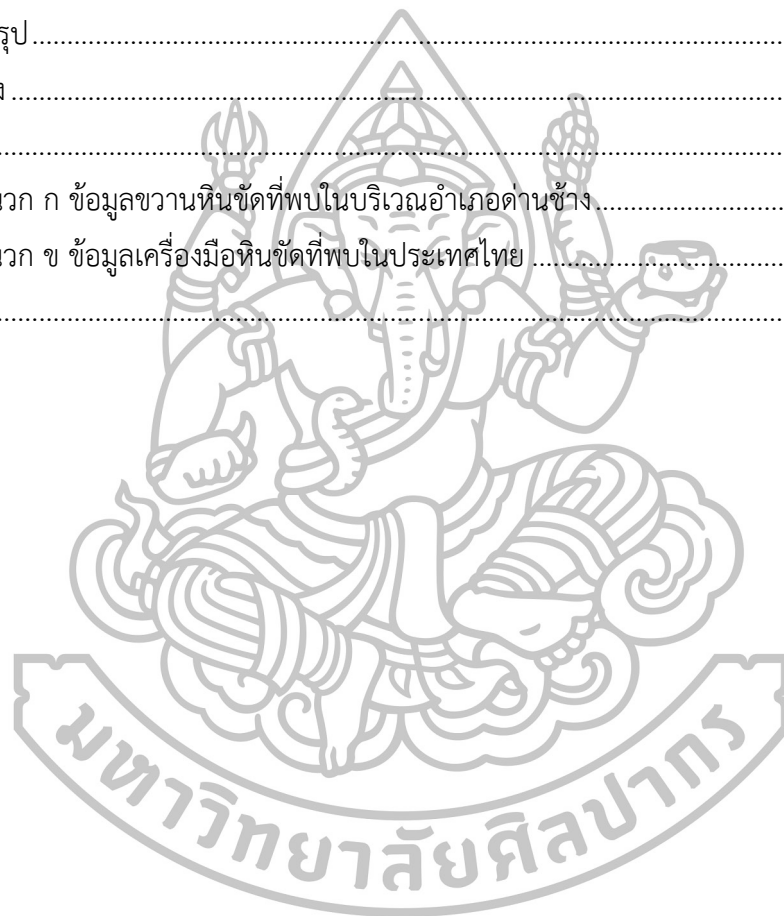 รุป
ง
นวก ก ข้อมูลขวานหินขัดที่พบในบริเวณอำเภอด่านช้าง
นวก ข ข้อมูลเครื่องมือหินขัดที่พบในประเทศไทย
มหาวิทยาลัยศิลปากร